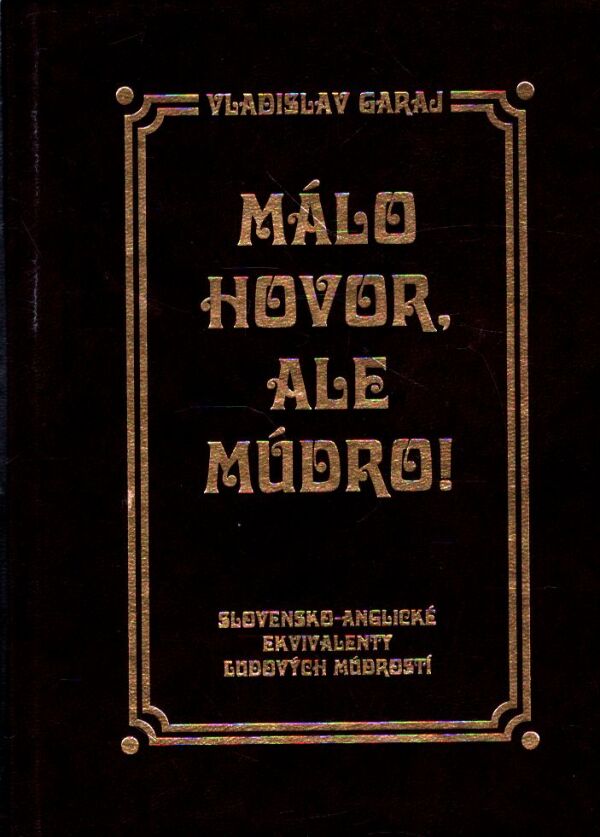 VLADISLAV GARAJ
MÁLO
HOVOR,
ALE
MÚDRO!
SLOVENSKO-ANGLICKÉ
EKVIVALENTY
ĽUDOVÝCH MÚDROSTÍ